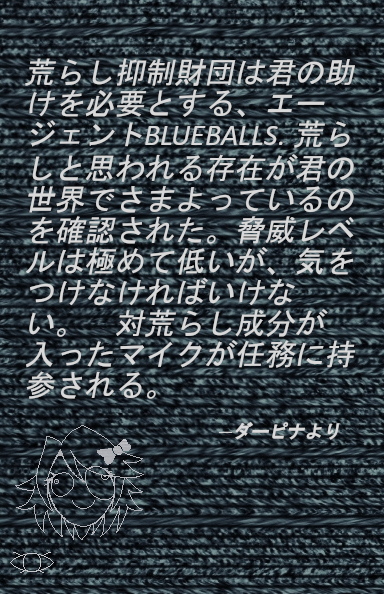 荒らし抑制財団は君の助
けを必要とする、エー
ジェントBLUEBALLS. 荒ら
しと思われる存在が君の
世界でさまよっているの
を確認された。脅威レベ
ルは極めて低いが、気を
つけなければいけな
い。 対荒らし成分が
入ったマイクが任務に持
参される。
—ダーピナより